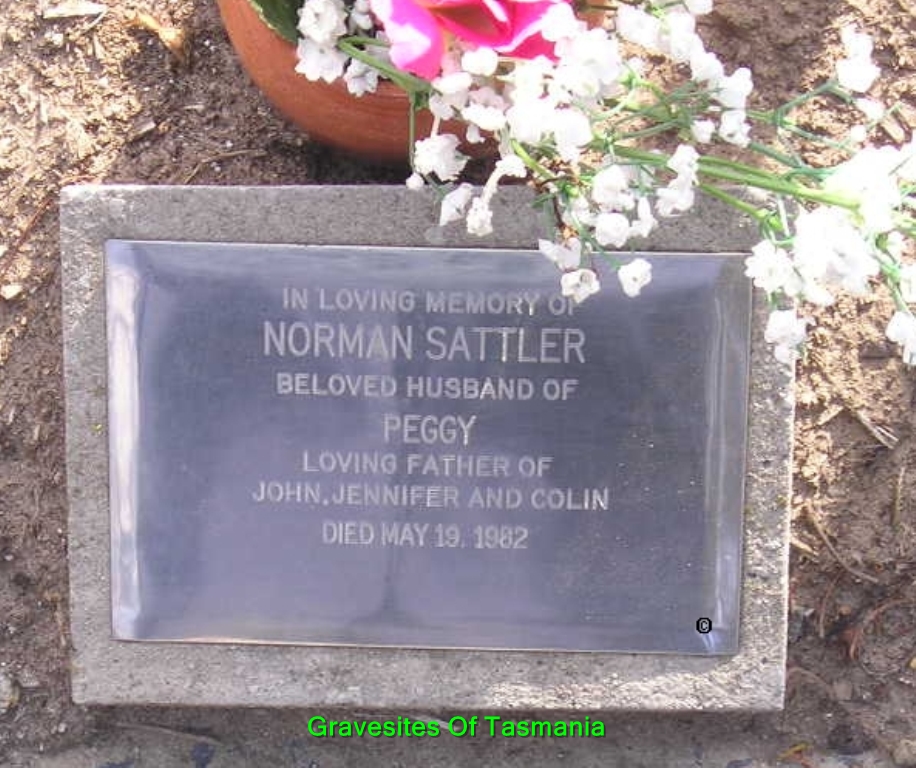 IN LOVING MEMORY OF
NORMAN SATTLER
BELOVED HUSBAND OF
PEGGY
LOVING FATHER OF
JOHN, JENNIFER AND COLIN
DIED MAY 19, 1982
©
Gravesites Of Tasmania